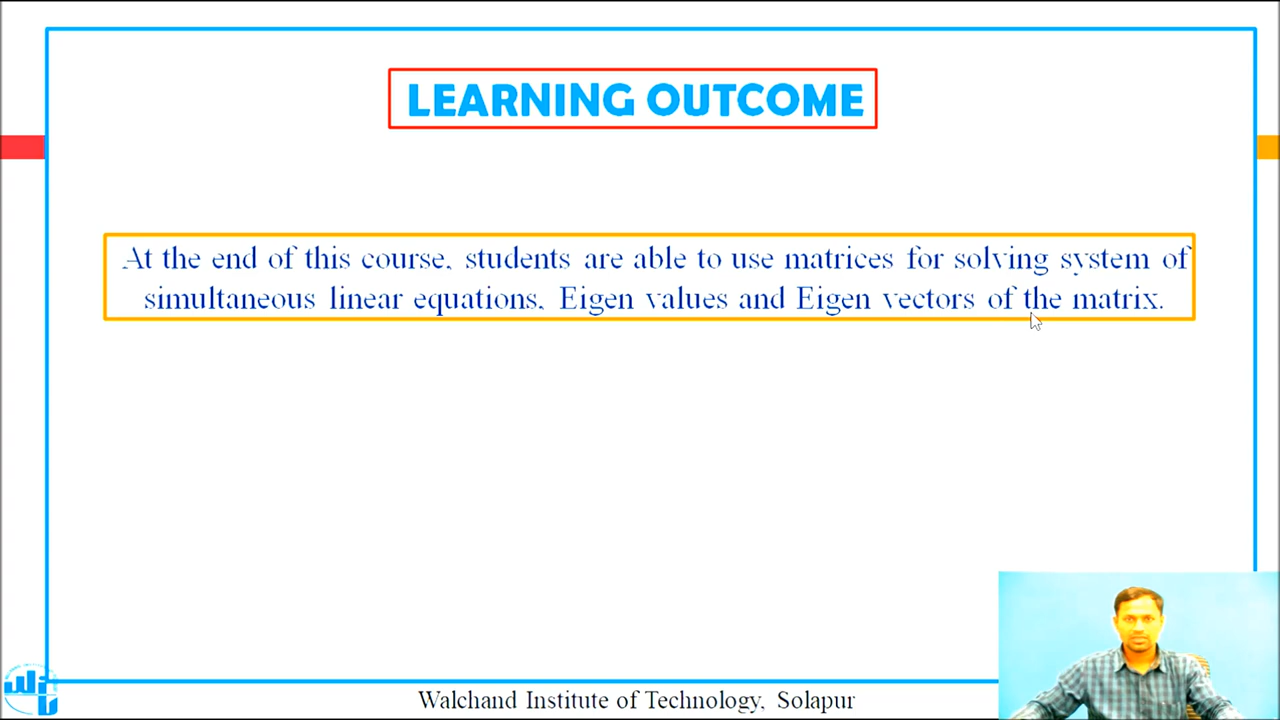 LEARNING OUTCOME
At the end of this course, students are able to use matrices for solving system of
simultaneous linear equations, Eigen values and Eigen vectors of the matrix.
Walchand Institute of Technology, Solapur